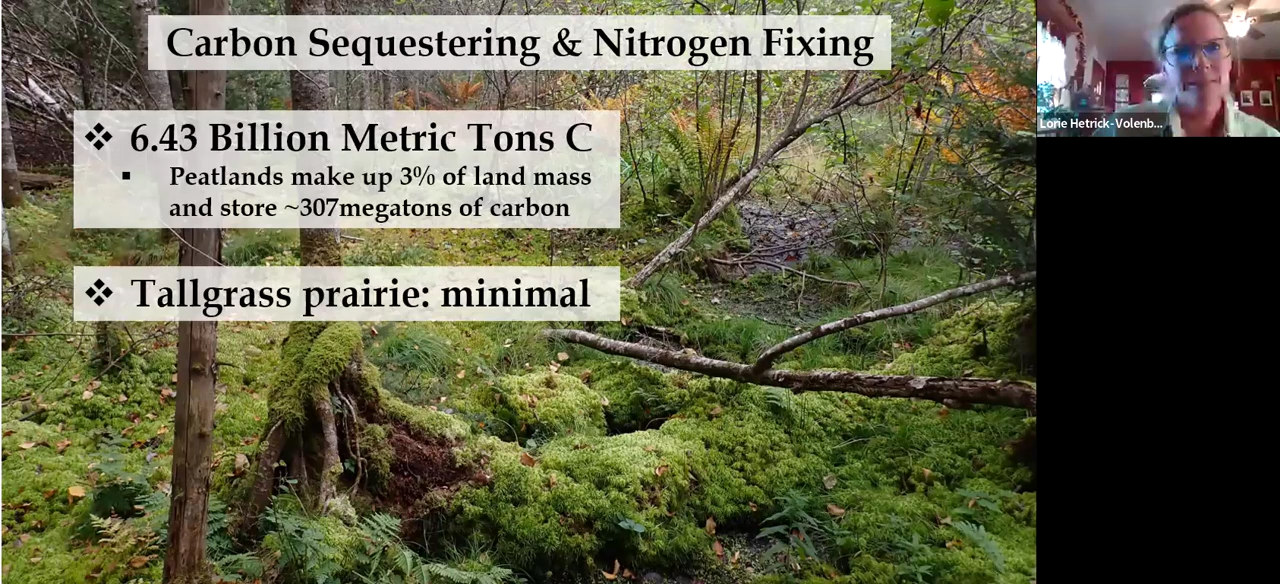 Carbon Sequestering & Nitrogen Fixing
❖ 6.43 Billion Metric Tons C
▪ Peatlands make up 3% of land mass
and store ~307megatons of carbon
❖ Tallgrass prairie: minimal
Lorie Hetrick-Volenb...